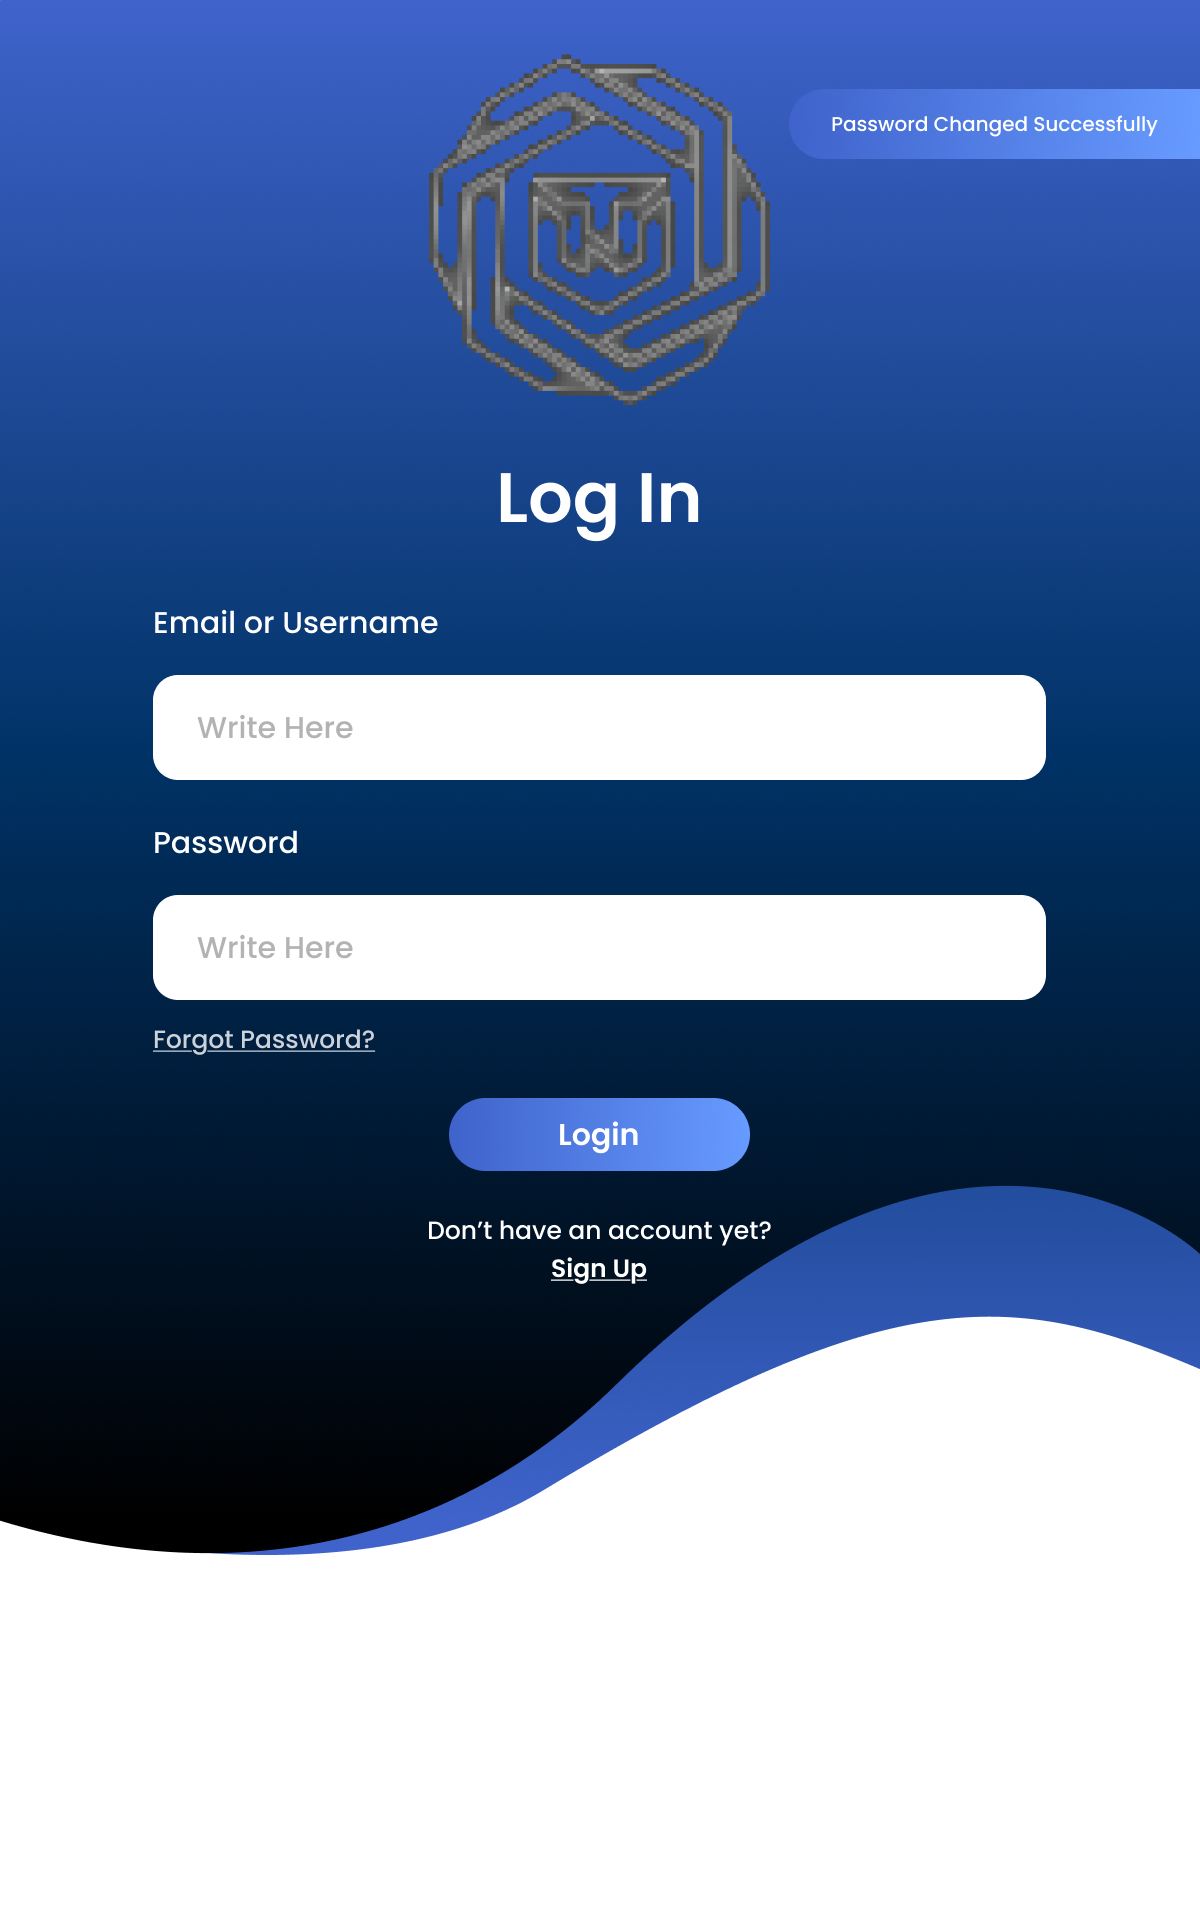 Password Changed Successfully
W
Log In
Email or Username
Write Here
Password
Write Here
Forgot Password?
Login
Don’t have an account yet?
Sign Up